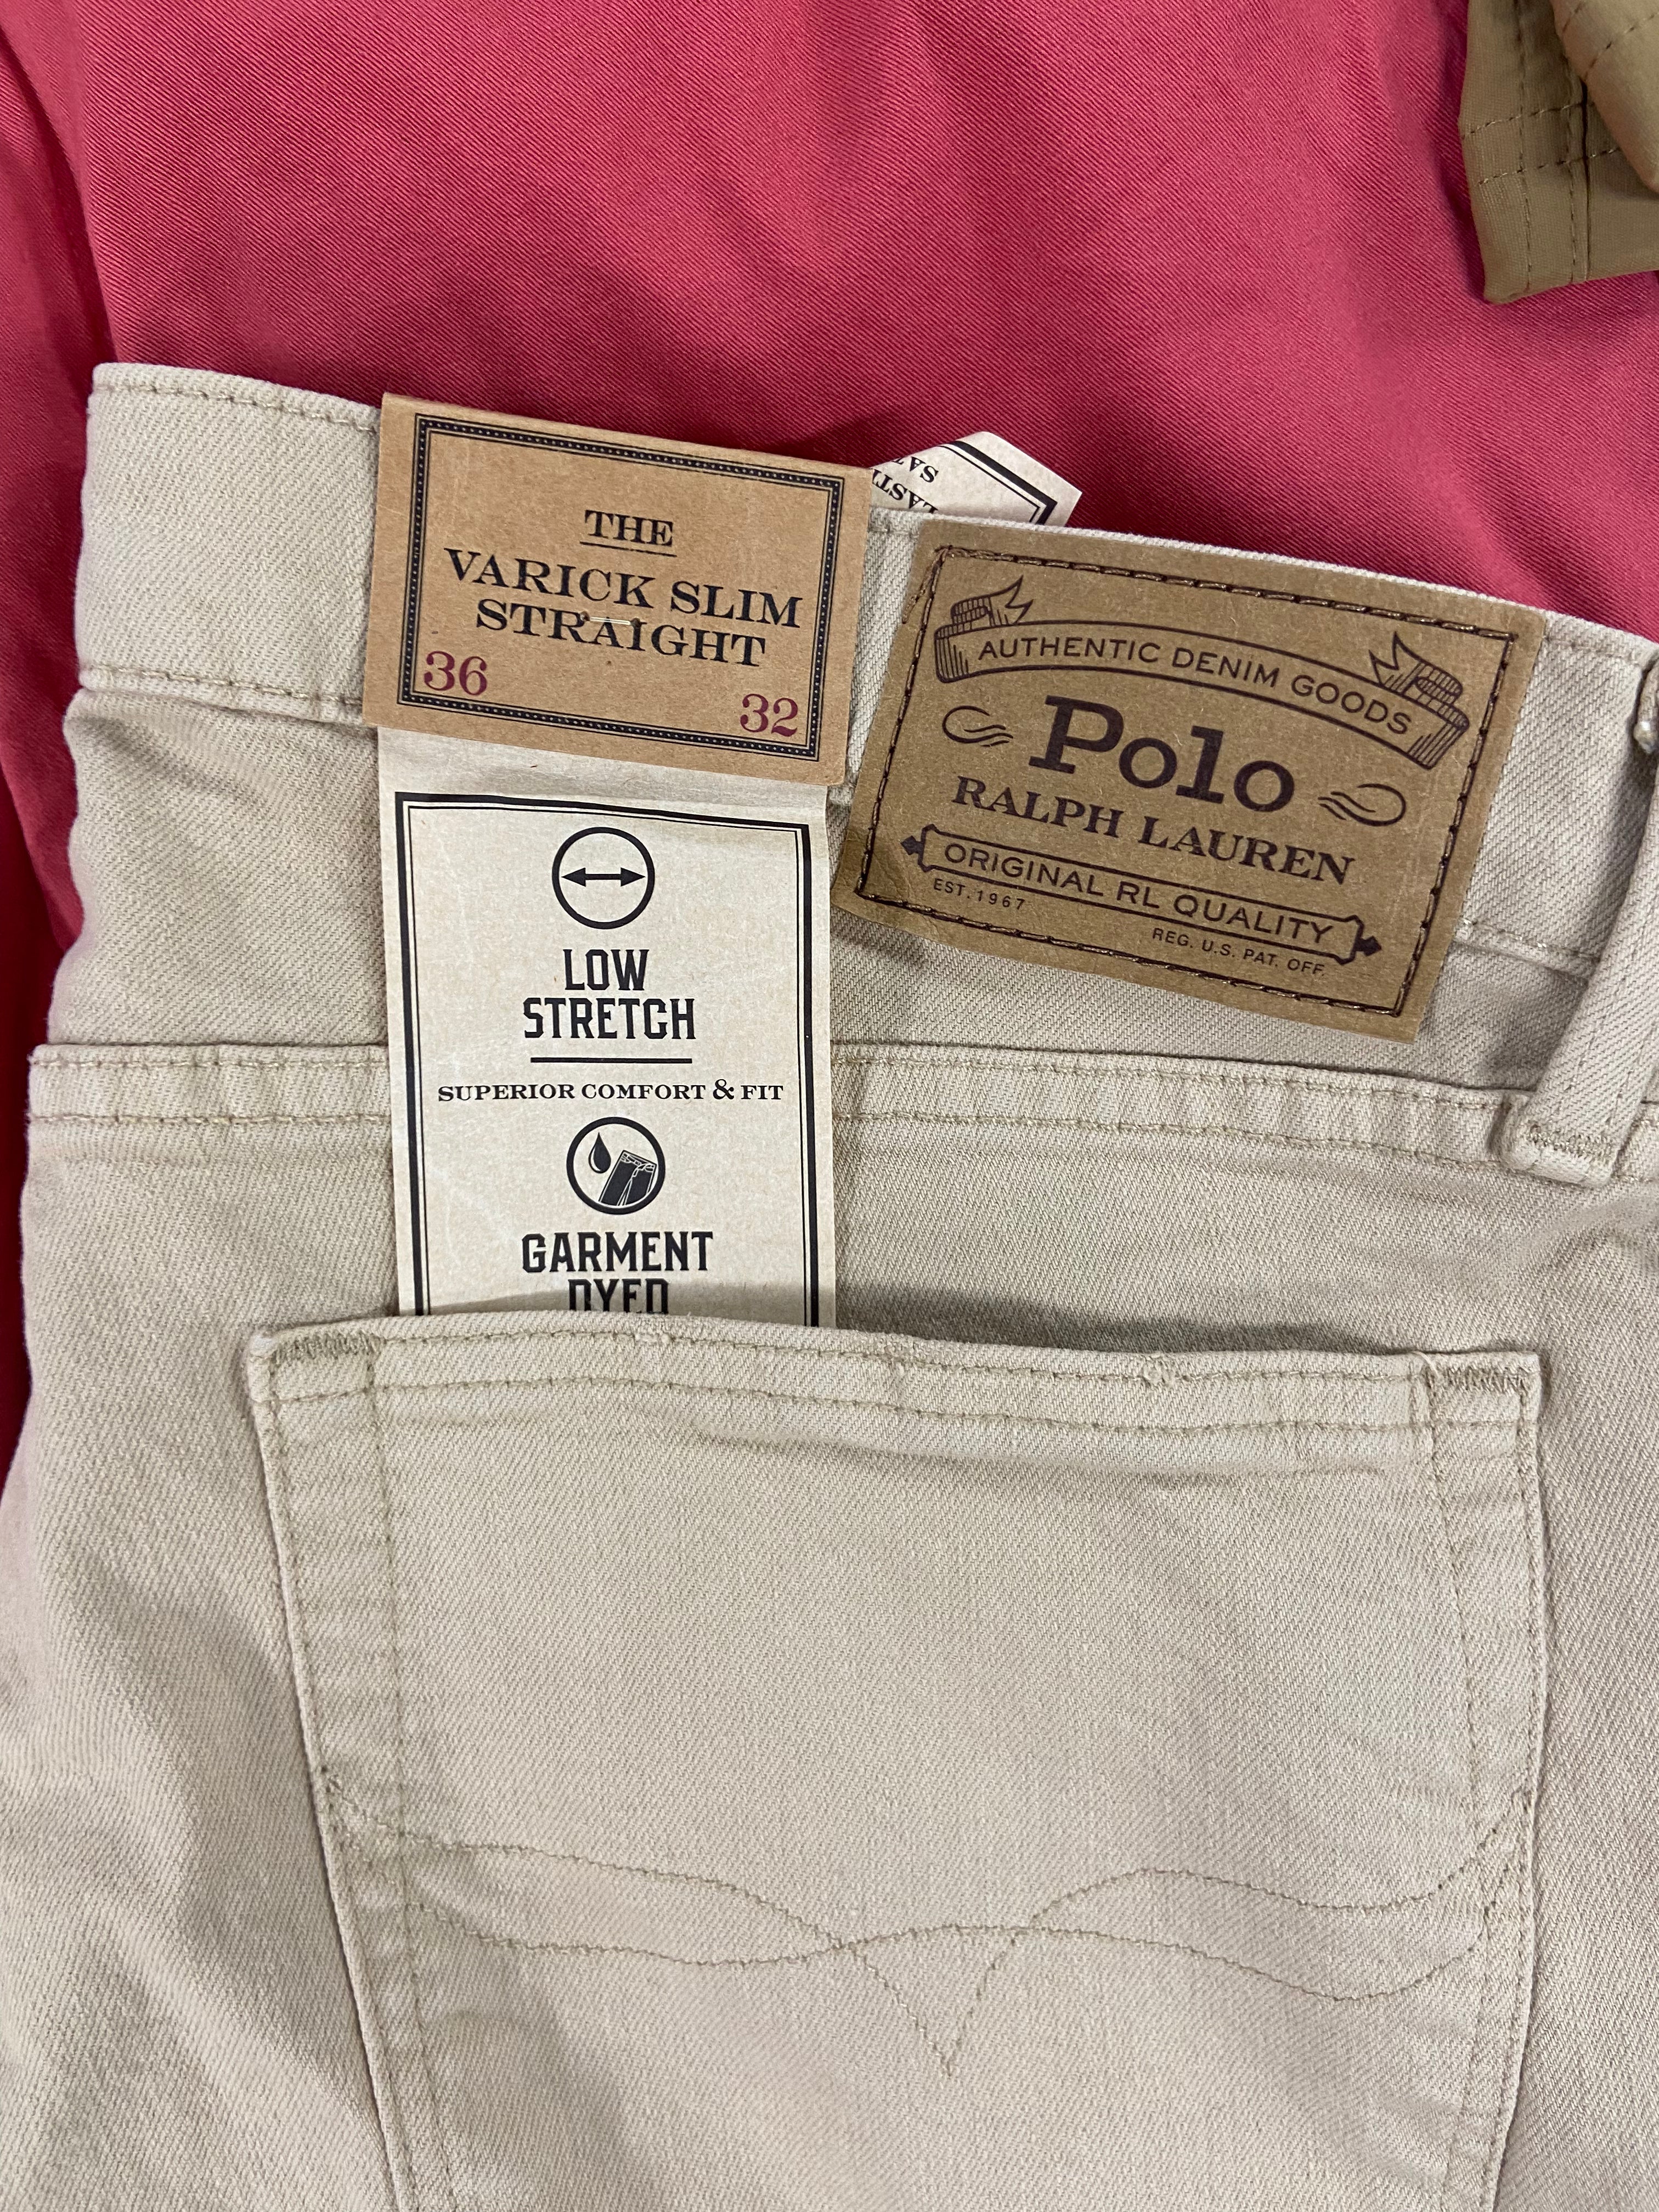 THE
VARICK SLIM
STRAIGHT
36 32
LOW
STRETCH
SUPERIOR COMFORT & FIT
GARMENT
DYED
AUTHENTIC DENIM GOODS
Polo
RALPH LAUREN
ORIGINAL RL QUALITY
EST. 1967
REG. U.S. PAT. OFF.